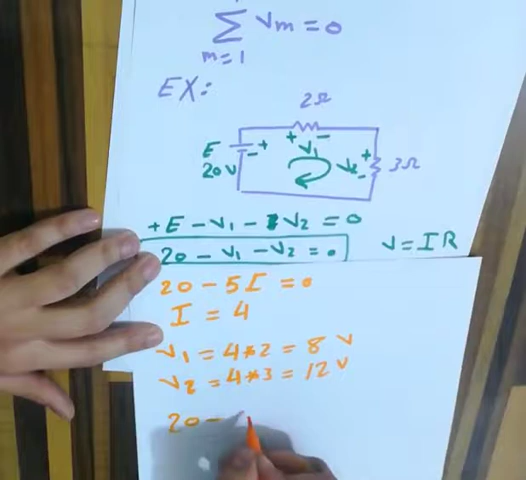 Σ Vm = 0
m=1
EX:
2Ω
E
20V
+
-
+ -
V1
V2
+
-
3Ω
+E - V1 - V2 = 0
20 - V1 - V2 = 0
V = IR
20 - 5I = 0
I = 4
V1 = 4*2 = 8 V
V2 = 4*3 = 12 V
20 -